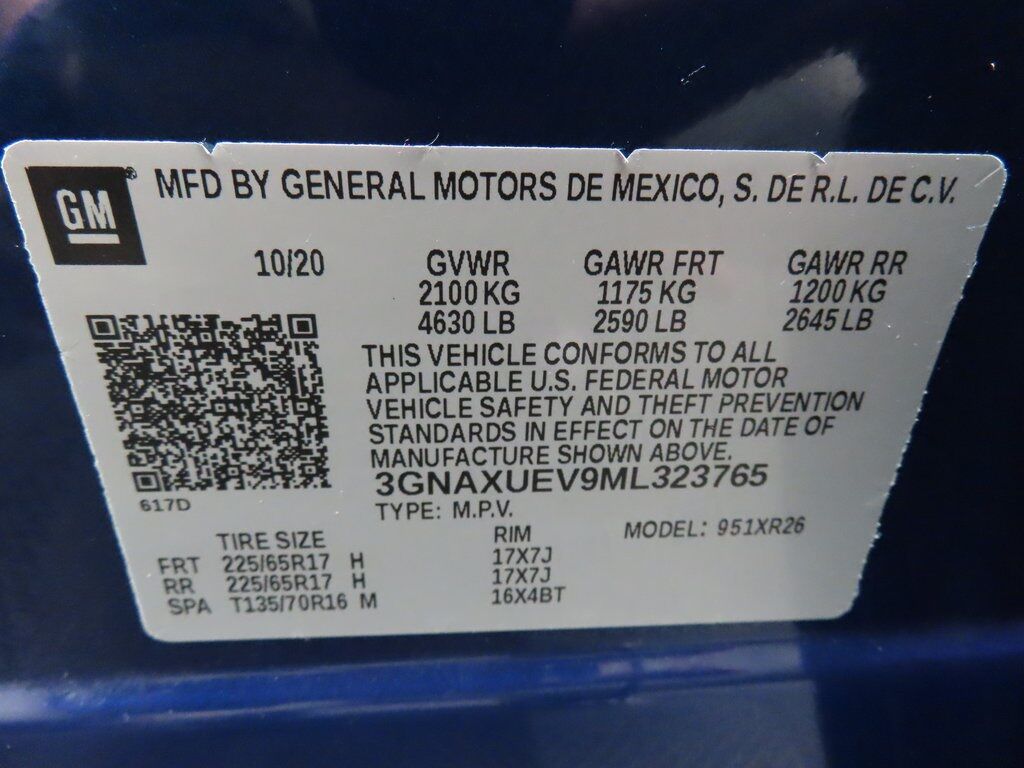 GM ®
MFD BY GENERAL MOTORS DE MEXICO, S. DE R.L. DE C.V.
10/20
GVWR GAWR FRT GAWR RR
2100 KG 1175 KG 1200 KG
4630 LB 2590 LB 2645 LB
THIS VEHICLE CONFORMS TO ALL
APPLICABLE U.S. FEDERAL MOTOR
VEHICLE SAFETY AND THEFT PREVENTION
STANDARDS IN EFFECT ON THE DATE OF
MANUFACTURE SHOWN ABOVE.
3GNAXUEV9ML323765
617D
TYPE: M.P.V.
MODEL: 951XR26
TIRE SIZE RIM
FRT 225/65R17 H 17X7J
RR 225/65R17 H 17X7J
SPA T135/70R16 M 16X4BT